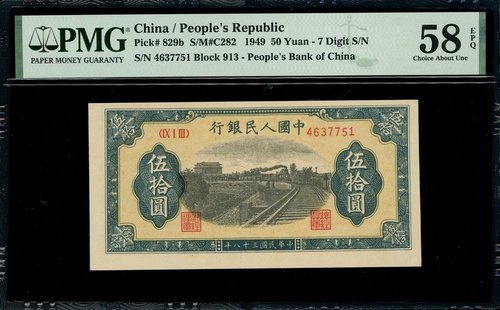 PMG
PAPER MONEY GUARANTY
China / People's Republic
Pick# 829b S/M#C282 1949 50 Yuan - 7 Digit S/N
S/N 4637751 Block 913 - People's Bank of China
58
EPQ
Choice About Unc
行銀民人國中
〈IX I III〉
4637751
伍拾圓
伍拾圓
年八十三國民華中